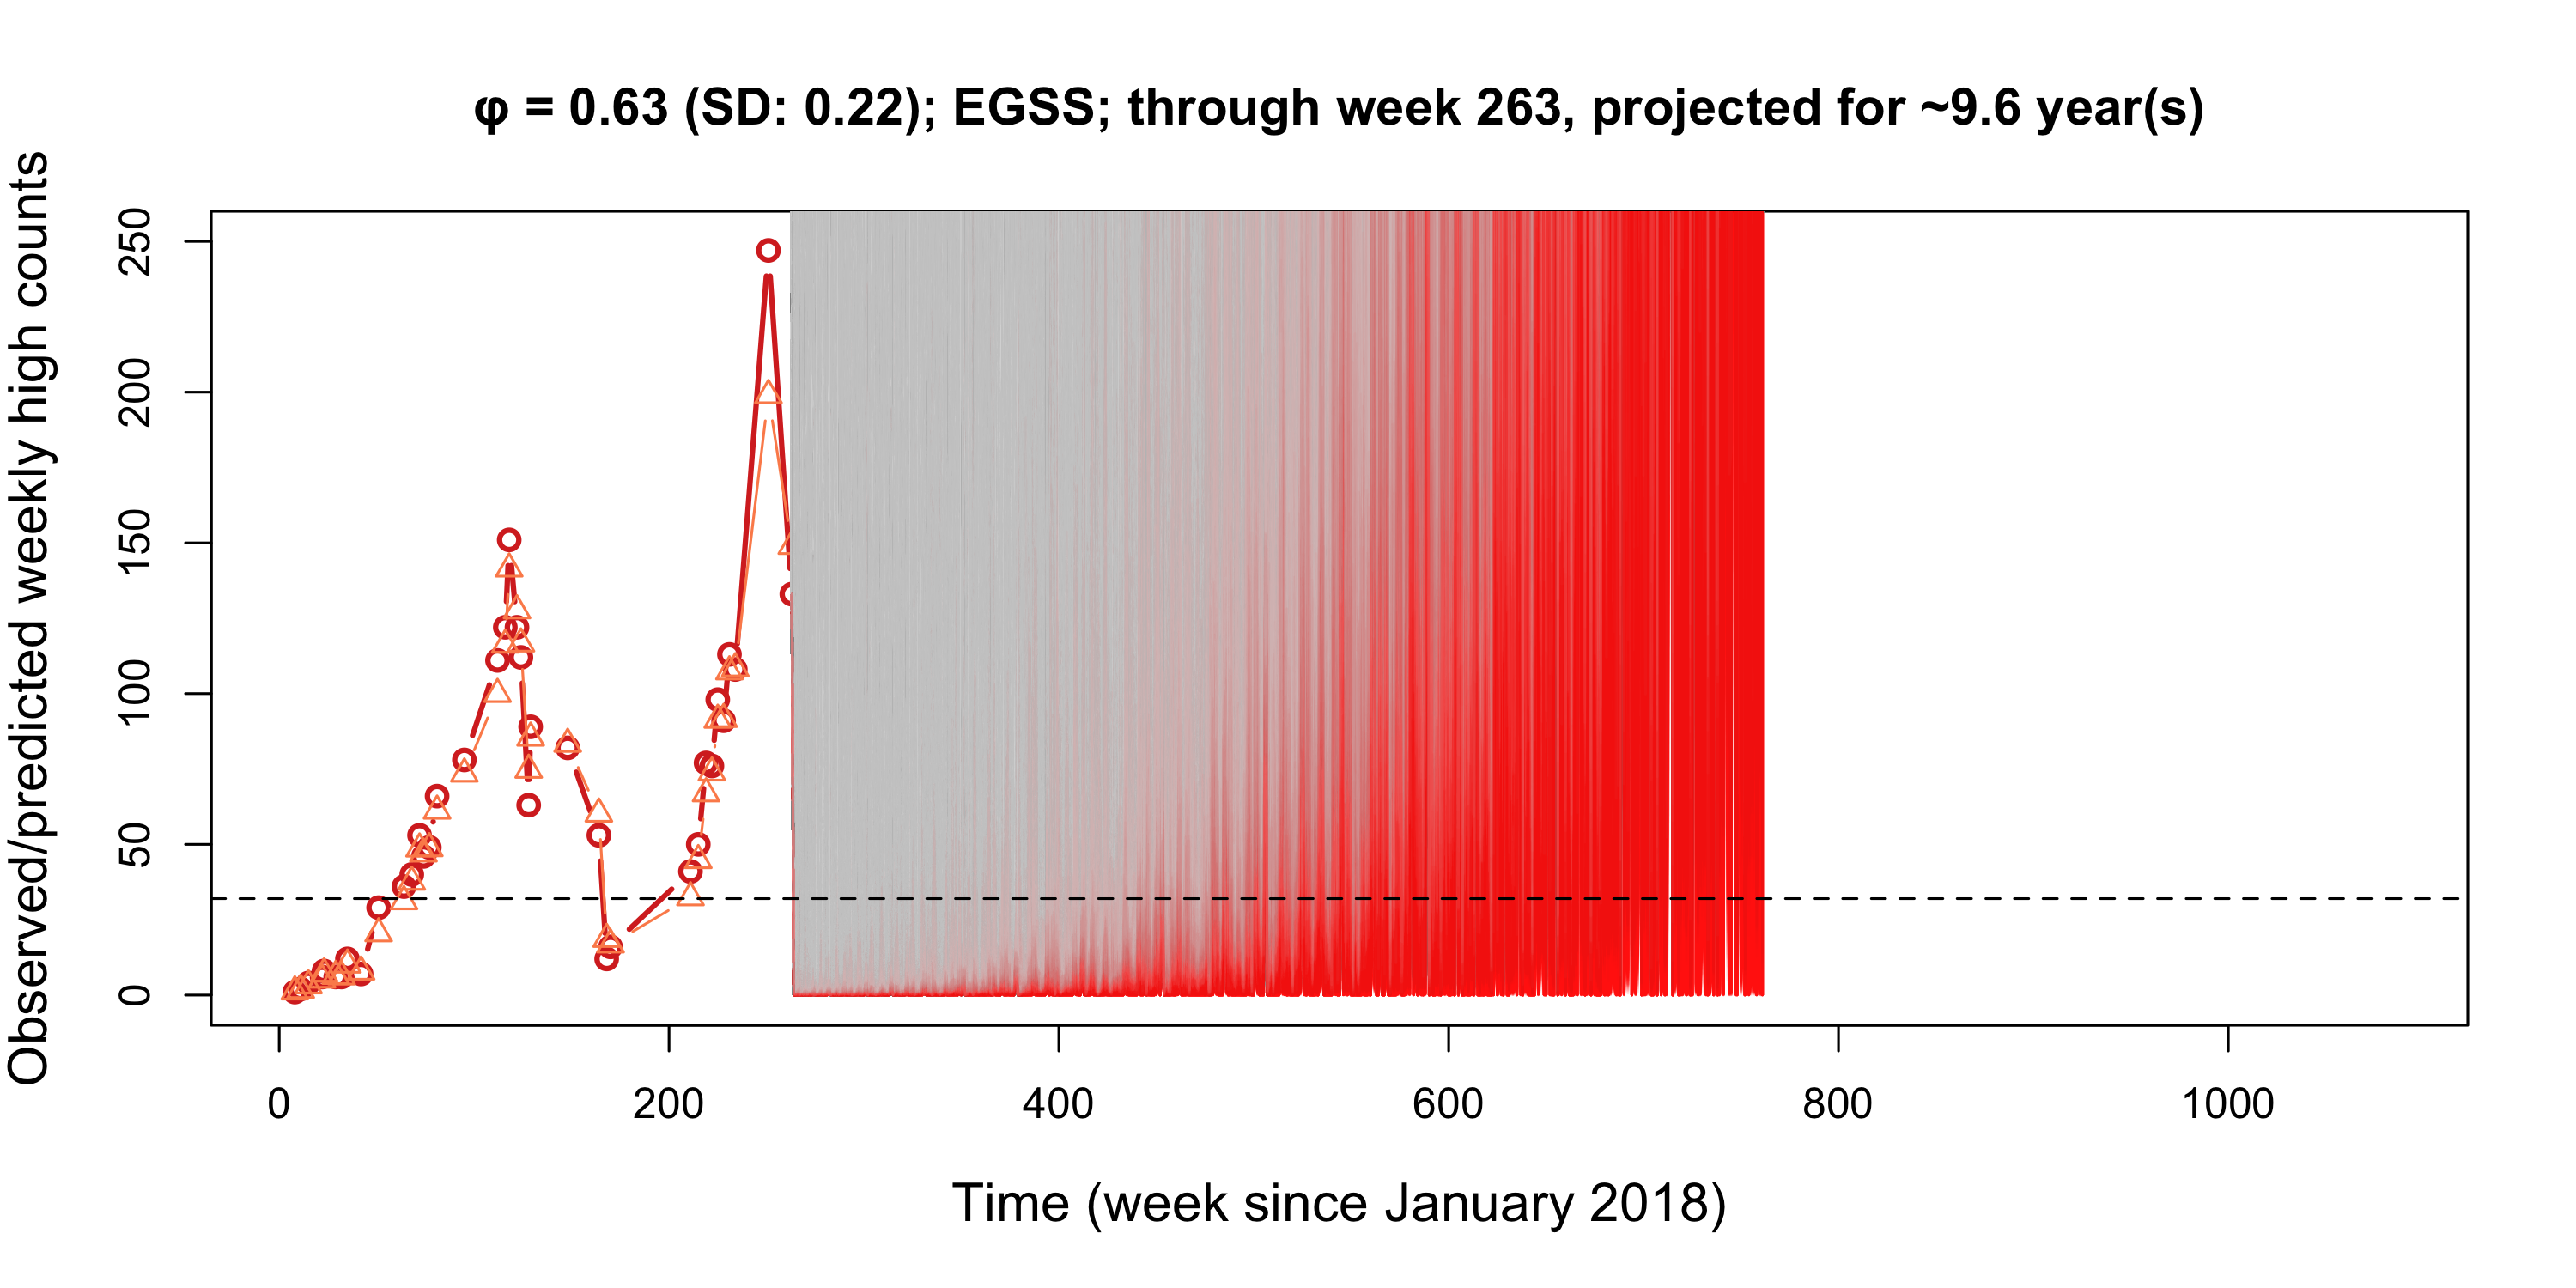 φ = 0.63 (SD: 0.22); EGSS; through week 263, projected for ~9.6 year(s)
Observed/predicted weekly high counts
250
200
150
100
50
0
0 200 400 600 800 1000
Time (week since January 2018)